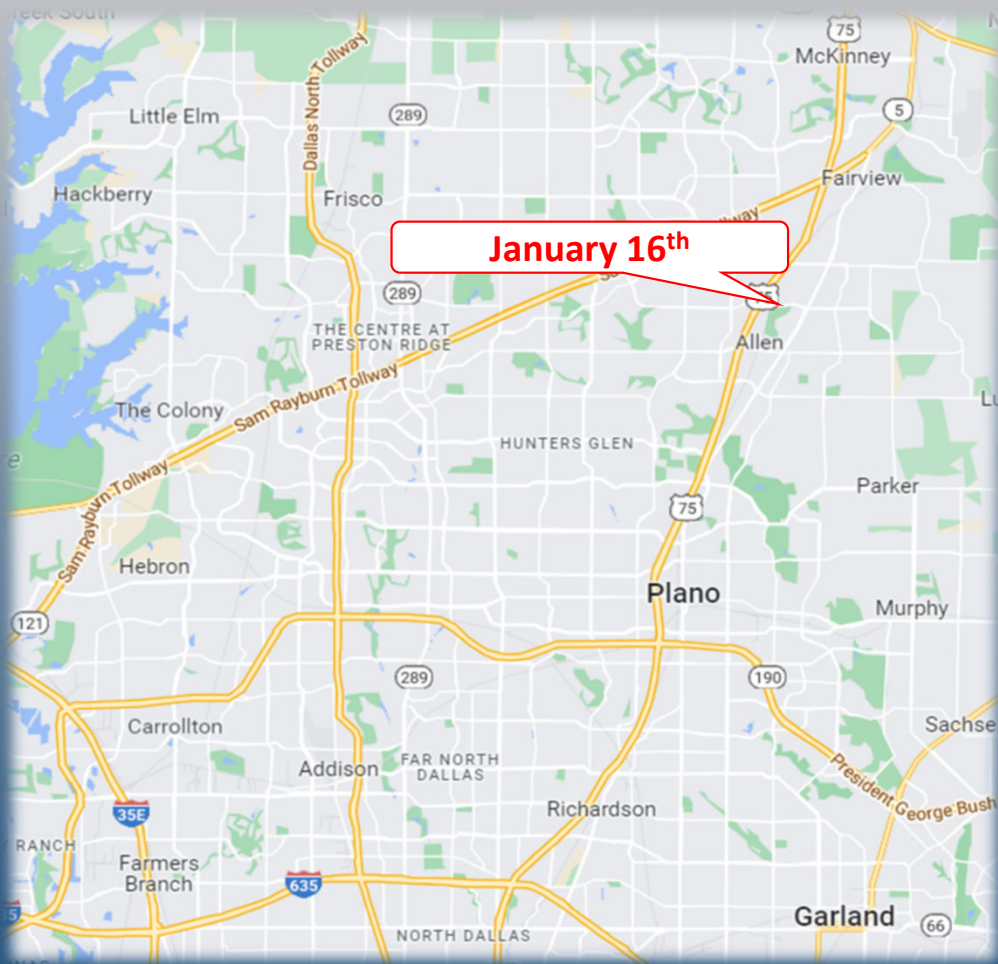 reek South
75
McKinney
Dallas North Tollway
Little Elm
289
5
Hackberry
Frisco
Fairview
January 16th
289
THE CENTRE AT
PRESTON RIDGE
Allen
Sam Rayburn Tollway
The Colony
HUNTERS GLEN
Sam Rayburn Tollway
Parker
75
Hebron
Plano
Murphy
121
289
190
Carrollton
Sachse
Addison
FAR NORTH
DALLAS
President George Bush
35E
Richardson
RANCH
Farmers
Branch
635
Garland
66
NORTH DALLAS